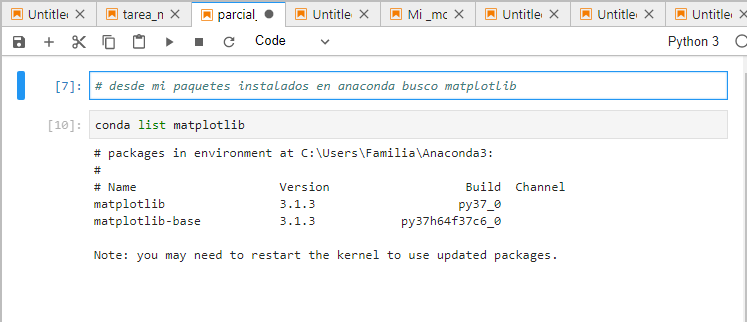 Untitle
tarea_n
parcial_
Untitle
Mi _mo
Untitle
Untitle
Untitle
Code
Python 3
[7]: # desde mi paquetes instalados en anaconda busco matplotlib
[10]: conda list matplotlib
# packages in environment at C:\Users\Familia\Anaconda3:
#
# Name Version Build Channel
matplotlib 3.1.3 py37_0
matplotlib-base 3.1.3 py37h64f37c6_0
Note: you may need to restart the kernel to use updated packages.